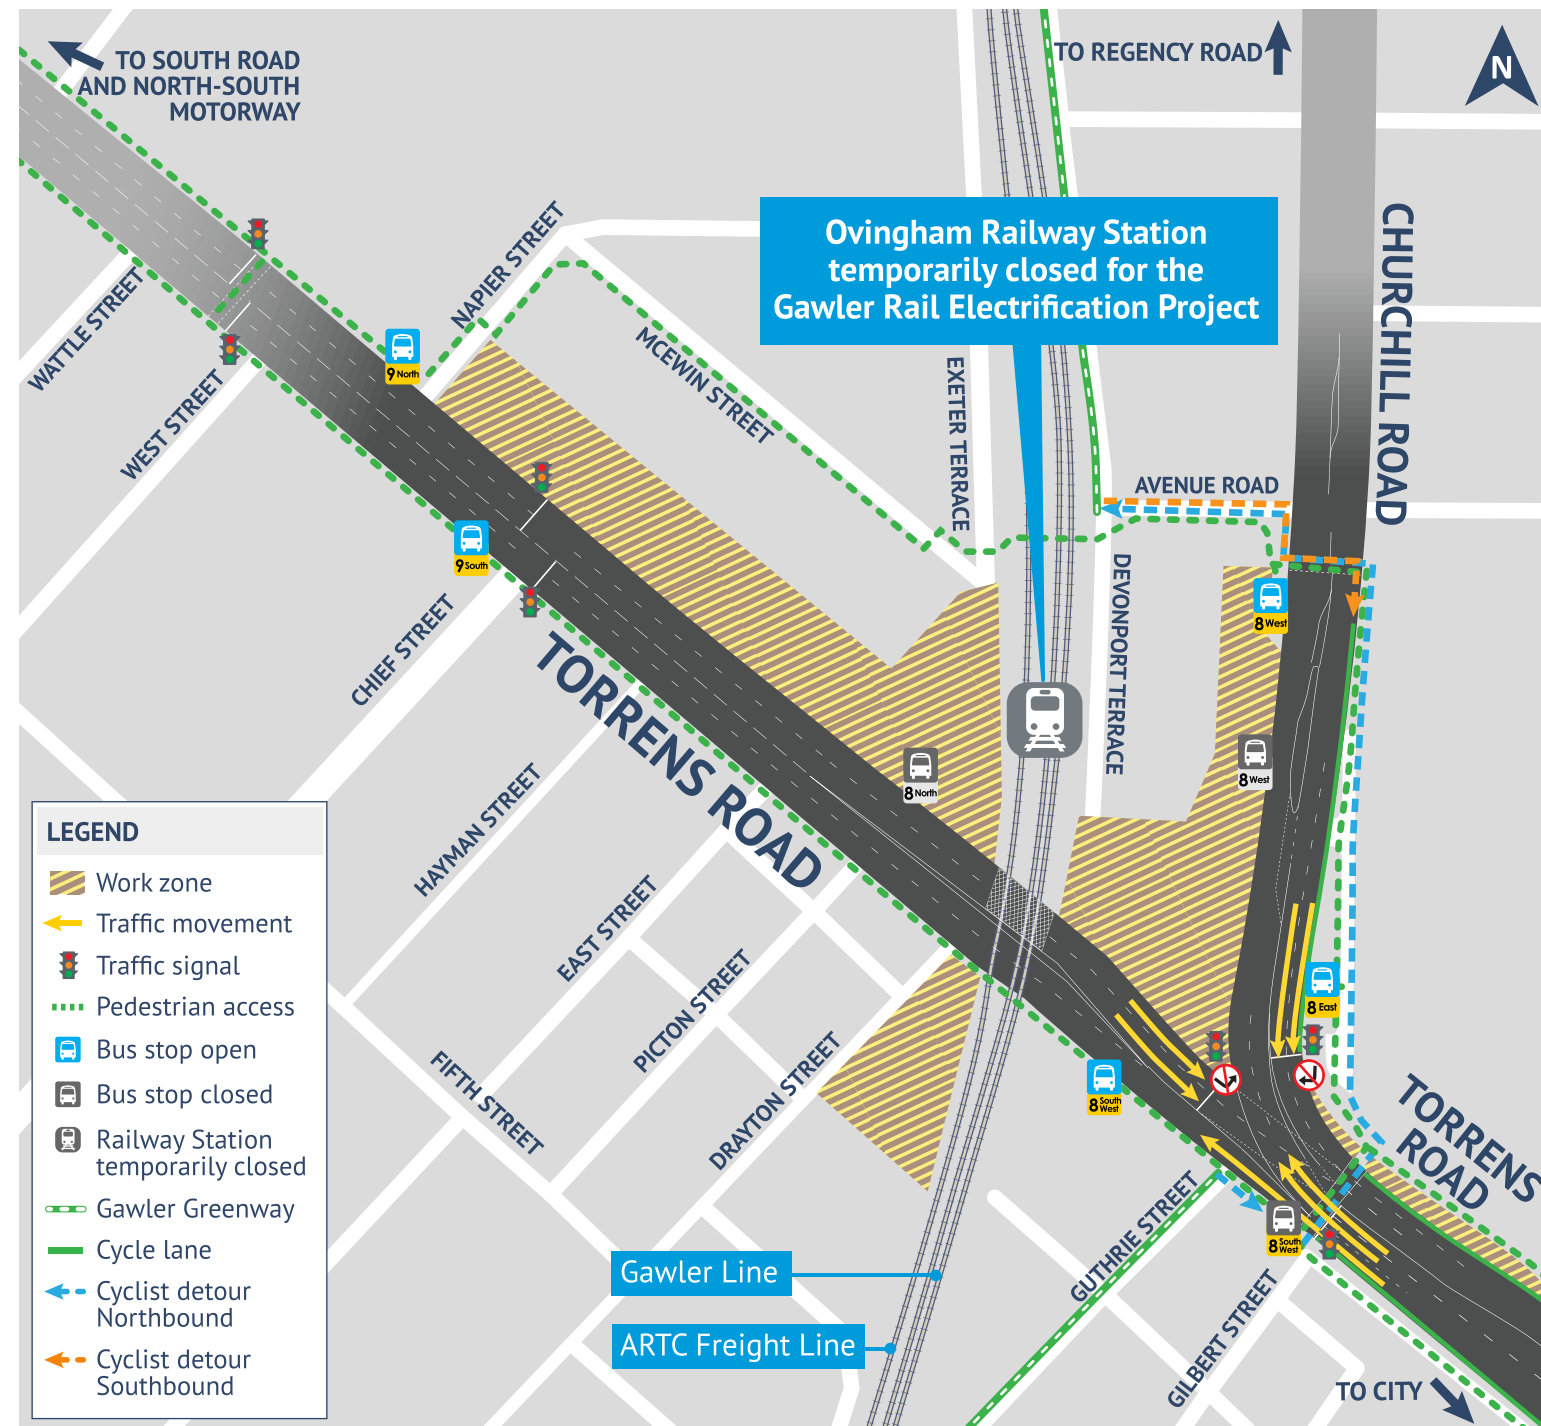 TO SOUTH ROAD
AND NORTH-SOUTH
MOTORWAY
TO REGENCY ROAD
N
Ovingham Railway Station
temporarily closed for the
Gawler Rail Electrification Project
CHURCHILL ROAD
NAPIER STREET
WATTLE STREET
WEST STREET
9 North
MCEWIN STREET
EXETER TERRACE
AVENUE ROAD
9 South
DEVONPORT TERRACE
8 West
CHIEF STREET
TORRENS ROAD
8 North
8 West
HAYMAN STREET
EAST STREET
PICTON STREET
FIFTH STREET
DRAYTON STREET
8 East
8 South West
TORRENS
ROAD
GUTHRIE STREET
8 South West
GILBERT STREET
Gawler Line
ARTC Freight Line
TO CITY
LEGEND
Work zone
Traffic movement
Traffic signal
Pedestrian access
Bus stop open
Bus stop closed
Railway Station
temporarily closed
Gawler Greenway
Cycle lane
Cyclist detour
Northbound
Cyclist detour
Southbound